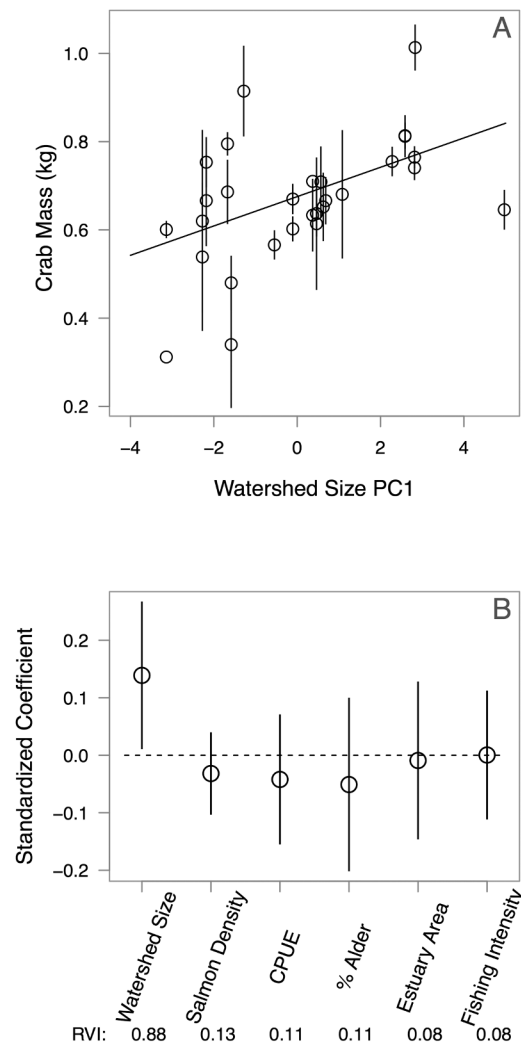 A
1.0
0.8
0.6
0.4
0.2
Crab Mass (kg)
−4 −2 0 2 4
Watershed Size PC1
B
0.2
0.1
0.0
−0.1
−0.2
Standardized Coefficient
Watershed Size
Salmon Density
CPUE
% Alder
Estuary Area
Fishing Intensity
RVI: 0.88 0.13 0.11 0.11 0.08 0.08